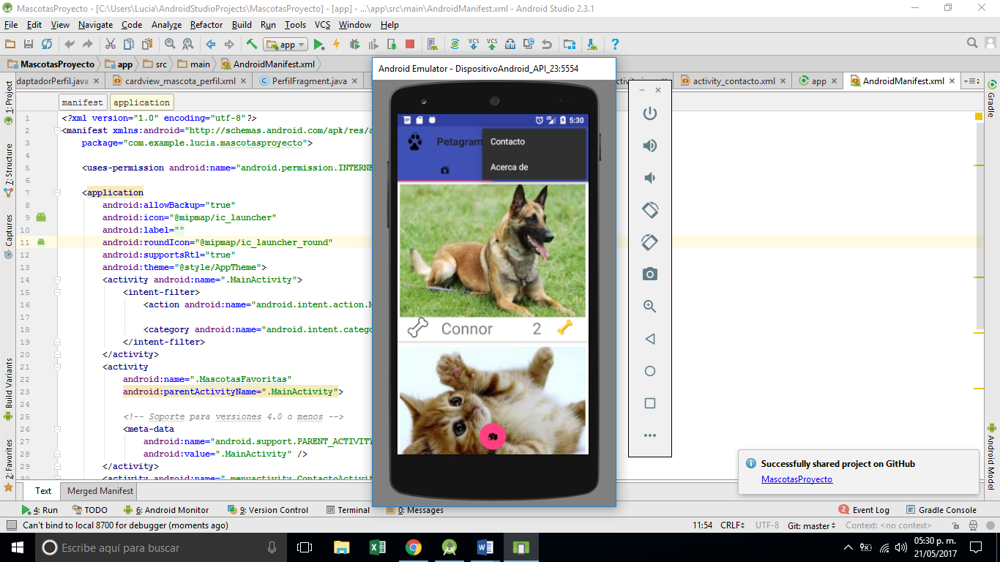 MascotasProyecto - [C:\Users\Lucia\AndroidStudioProjects\MascotasProyecto] - [app] - ...\app\src\main\AndroidManifest.xml - Android Studio 2.3.1
File Edit View Navigate Code Analyze Refactor Build Run Tools VCS Window Help
app
VCS VCS
MascotasProyecto app src main AndroidManifest.xml
Android Emulator - DispositivoAndroid_API_23:5554
daptadorPerfil.java cardview_mascota_perfil.xml PerfilFragment.java activity_contacto.xml app AndroidManifest.xml
manifest application
1 <?xml version="1.0" encoding="utf-8"?>
2 <manifest xmlns:android="http://schemas.android.com/apk/res/a
3 package="com.example.lucia.mascotasproyecto">
4
5 <uses-permission android:name="android.permission.INTERNE
6
7 <application
8 android:allowBackup="true"
9 android:icon="@mipmap/ic_launcher"
10 android:label=""
11 android:roundIcon="@mipmap/ic_launcher_round"
12 android:supportsRtl="true"
13 android:theme="@style/AppTheme">
14 <activity android:name=".MainActivity">
15 <intent-filter>
16 <action android:name="android.intent.action.M
17
18 <category android:name="android.intent.catego
19 </intent-filter>
20 </activity>
21 <activity
22 android:name=".MascotasFavoritas"
23 android:parentActivityName=".MainActivity">
24
25 <!-- Soporte para versiones 4.0 o menos -->
26 <meta-data
27 android:name="android.support.PARENT_ACTIVITY
28 android:value=".MainActivity" />
29 </activity>
30 <activity android:name=".menuactivity.ContactoActivit
5:30
Petagram
Contacto
Acerca de
Connor 2
1: Project
Z: Structure
Captures
Build Variants
2: Favorites
Gradle
Android Model
Successfully shared project on GitHub
MascotasProyecto
Text Merged Manifest
4: Run TODO 6: Android Monitor 9: Version Control Terminal 0: Messages 2 Event Log Gradle Console
Can't bind to local 8700 for debugger (moments ago) 11:54 CRLF UTF-8 Git: master Context: <no context>
Escribe aquí para buscar
05:30 p. m.
21/05/2017